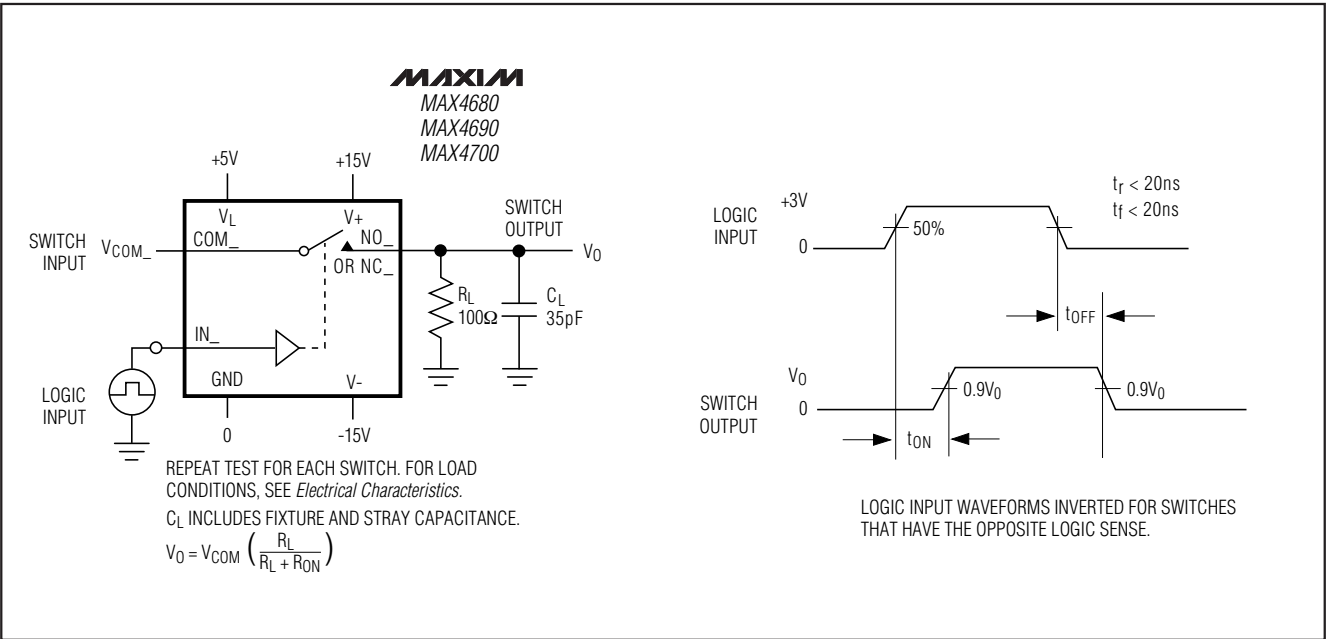 MAXIM
MAX4680
MAX4690
MAX4700
+5V
+15V
VL
V+
SWITCH
INPUT
VCOM_
COM_
NO_
OR NC_
SWITCH
OUTPUT
VO
RL
100Ω
CL
35pF
IN_
GND
V-
LOGIC
INPUT
0
-15V
REPEAT TEST FOR EACH SWITCH. FOR LOAD
CONDITIONS, SEE Electrical Characteristics.
CL INCLUDES FIXTURE AND STRAY CAPACITANCE.
VO = VCOM (RL / RL + RON)
tr < 20ns
tf < 20ns
LOGIC
INPUT
+3V
0
50%
tOFF
SWITCH
OUTPUT
VO
0
0.9V0
0.9V0
tON
LOGIC INPUT WAVEFORMS INVERTED FOR SWITCHES
THAT HAVE THE OPPOSITE LOGIC SENSE.